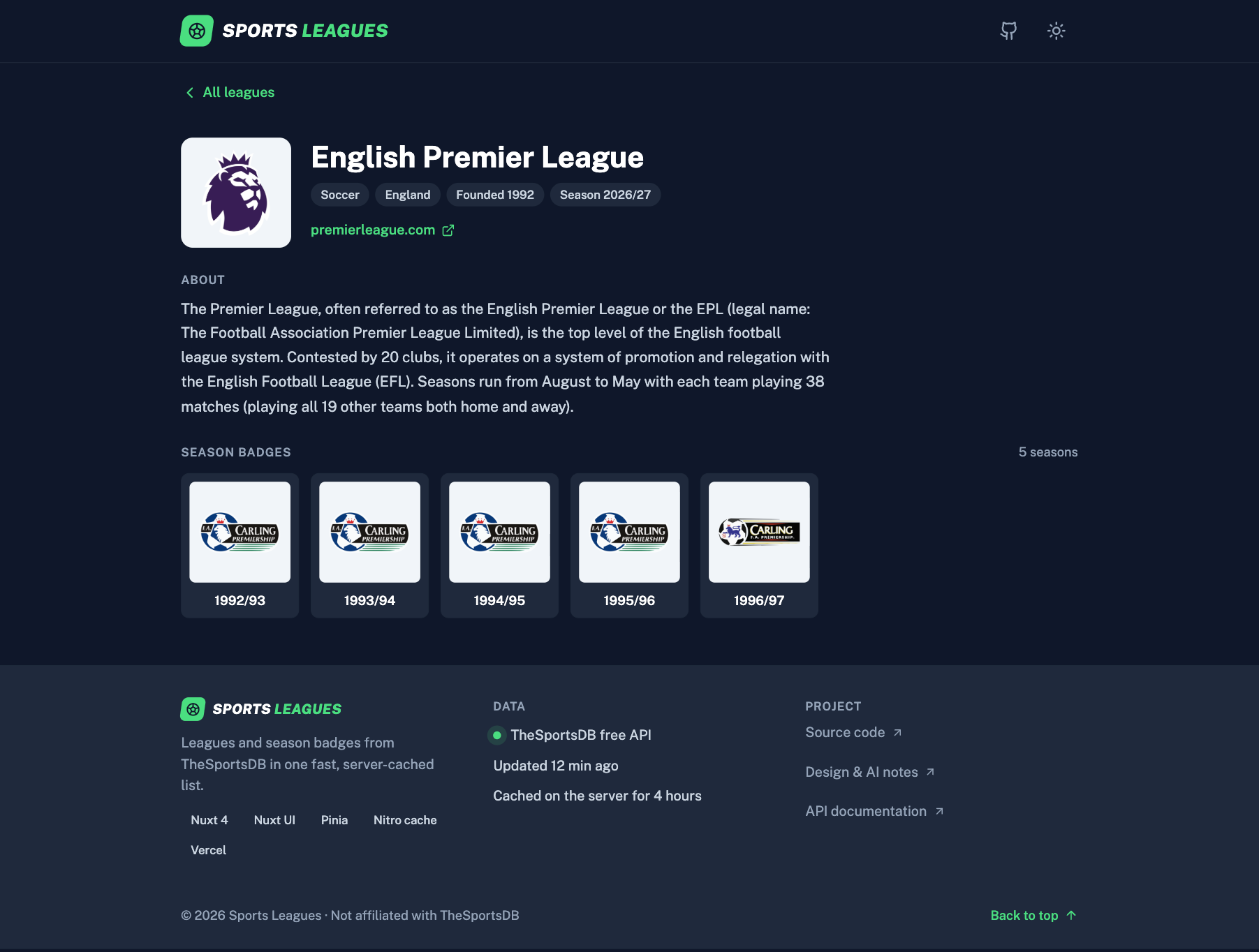 SPORTS LEAGUES
All leagues
English Premier League
Soccer England Founded 1992 Season 2026/27
premierleague.com
ABOUT
The Premier League, often referred to as the English Premier League or the EPL (legal name:
The Football Association Premier League Limited), is the top level of the English football
league system. Contested by 20 clubs, it operates on a system of promotion and relegation with
the English Football League (EFL). Seasons run from August to May with each team playing 38
matches (playing all 19 other teams both home and away).
SEASON BADGES
5 seasons
F.A. CARLING PREMIERSHIP
1992/93
F.A. CARLING PREMIERSHIP
1993/94
F.A. CARLING PREMIERSHIP
1994/95
F.A. CARLING PREMIERSHIP
1995/96
CARLING
F.A. PREMIERSHIP
1996/97
SPORTS LEAGUES
Leagues and season badges from
TheSportsDB in one fast, server-cached
list.
Nuxt 4 Nuxt UI Pinia Nitro cache
Vercel
DATA
TheSportsDB free API
Updated 12 min ago
Cached on the server for 4 hours
PROJECT
Source code
Design & AI notes
API documentation
© 2026 Sports Leagues · Not affiliated with TheSportsDB
Back to top